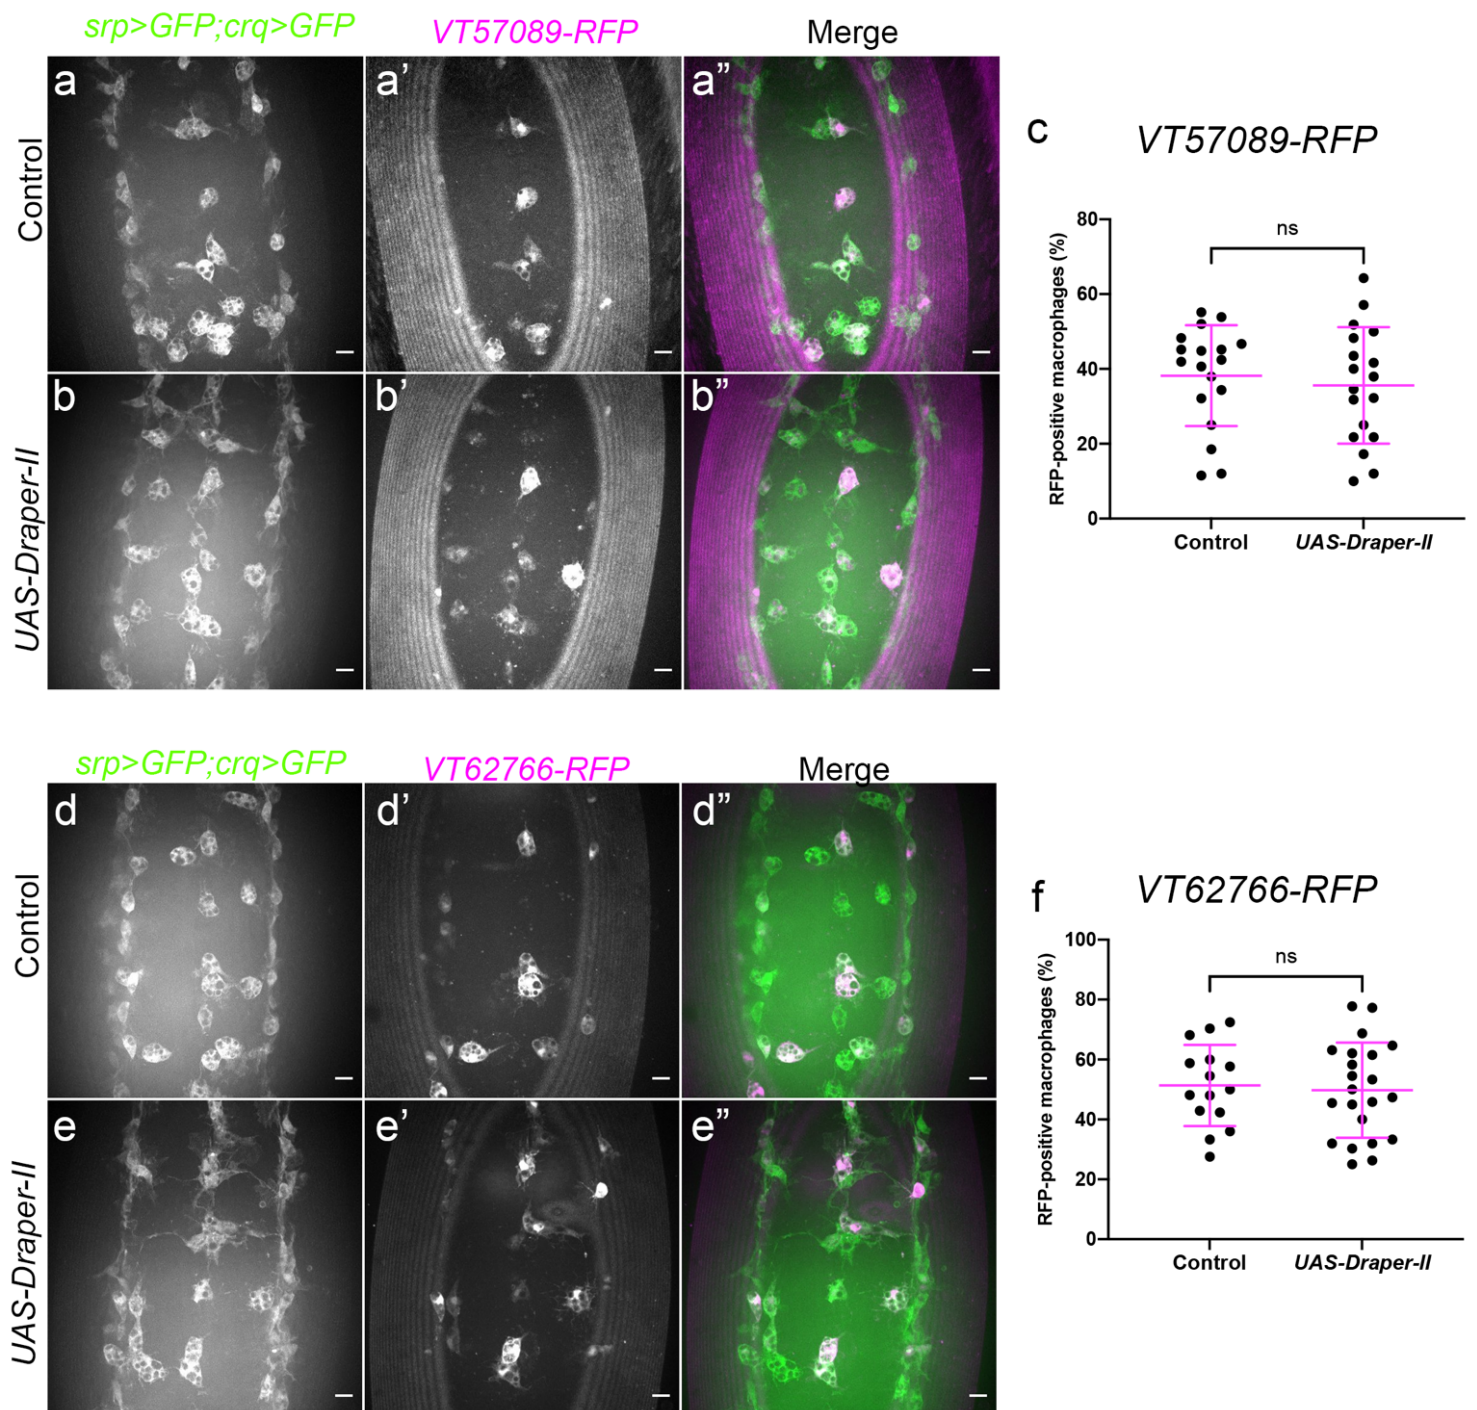 srp>GFP;crq>GFP VT57089-RFP Merge
Control
a a’ a”
UAS-Draper-II
b b’ b”
c VT57089-RFP
RFP-positive macrophages (%)
80
60
40
20
0
ns
Control UAS-Draper-II
srp>GFP;crq>GFP VT62766-RFP Merge
Control
d d’ d”
UAS-Draper-II
e e’ e”
f VT62766-RFP
RFP-positive macrophages (%)
100
80
60
40
20
0
ns
Control UAS-Draper-II